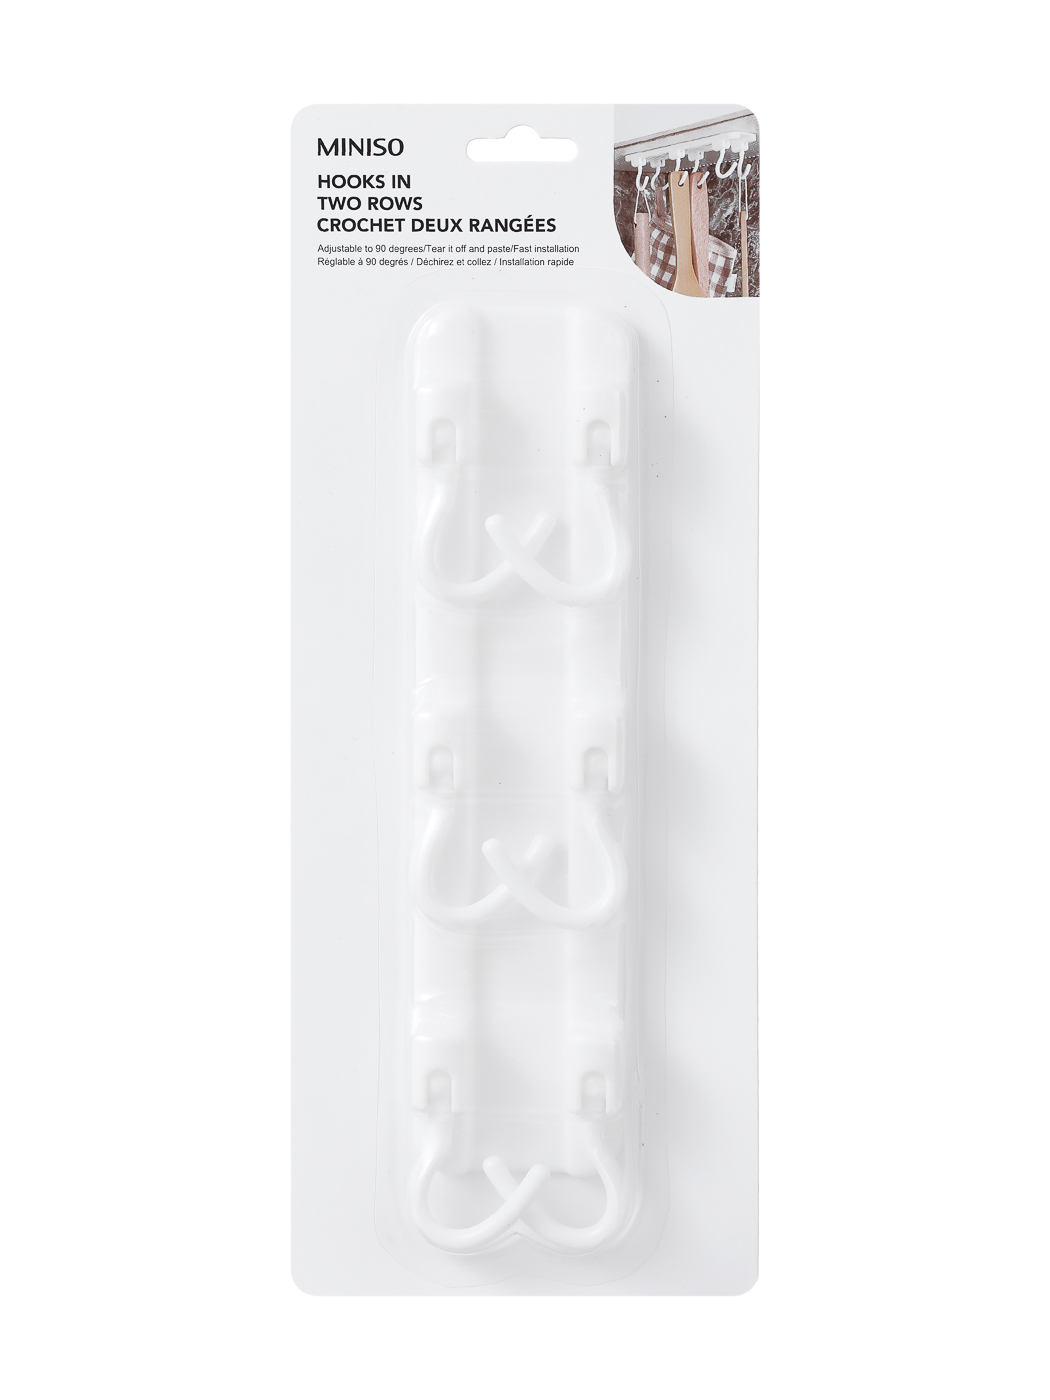 MINISO
HOOKS IN
TWO ROWS
CROCHET DEUX RANGÉES
Adjustable to 90 degrees/Tear it off and paste/Fast installation
Réglable à 90 degrés / Déchirez et collez / Installation rapide